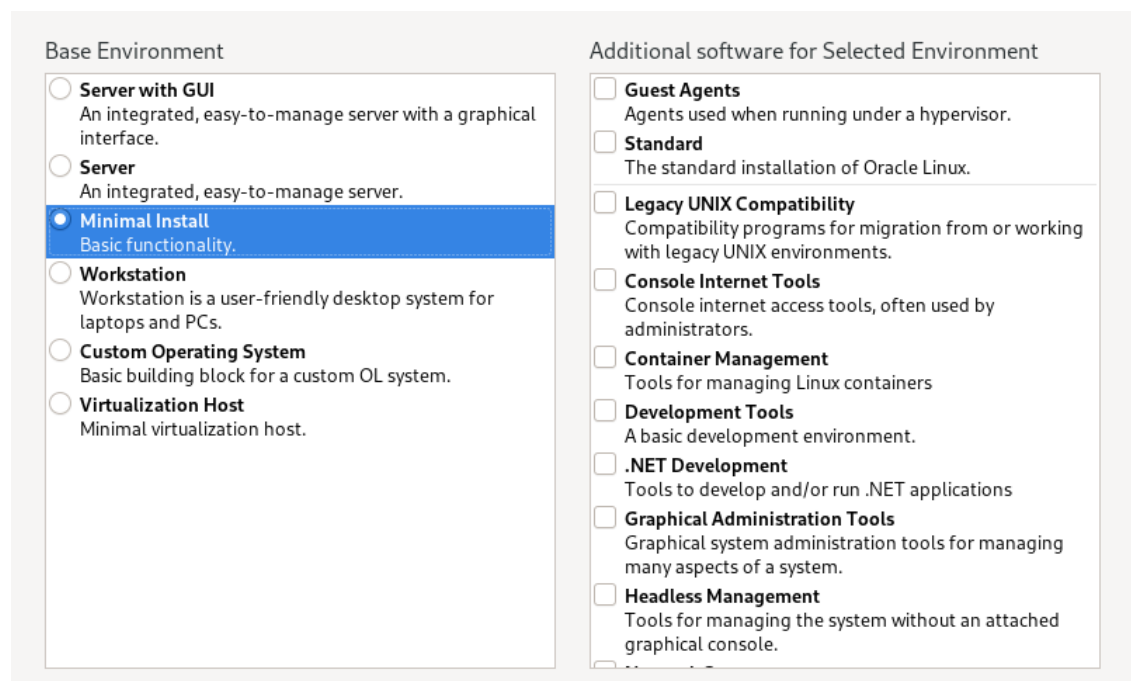 Base Environment
Server with GUI
An integrated, easy-to-manage server with a graphical
interface.
Server
An integrated, easy-to-manage server.
Minimal Install
Basic functionality.
Workstation
Workstation is a user-friendly desktop system for
laptops and PCs.
Custom Operating System
Basic building block for a custom OL system.
Virtualization Host
Minimal virtualization host.
Additional software for Selected Environment
Guest Agents
Agents used when running under a hypervisor.
Standard
The standard installation of Oracle Linux.
Legacy UNIX Compatibility
Compatibility programs for migration from or working
with legacy UNIX environments.
Console Internet Tools
Console internet access tools, often used by
administrators.
Container Management
Tools for managing Linux containers
Development Tools
A basic development environment.
.NET Development
Tools to develop and/or run .NET applications
Graphical Administration Tools
Graphical system administration tools for managing
many aspects of a system.
Headless Management
Tools for managing the system without an attached
graphical console.